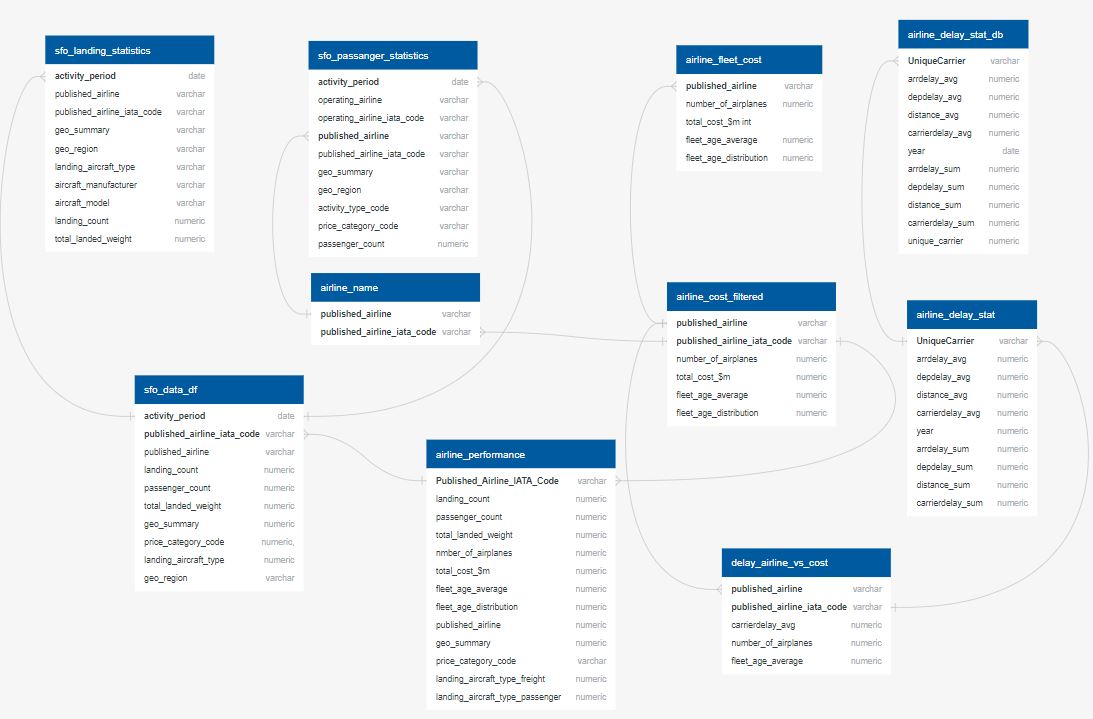 sfo_landing_statistics
activity_period date
published_airline varchar
published_airline_iata_code varchar
geo_summary varchar
geo_region varchar
landing_aircraft_type varchar
aircraft_manufacturer varchar
aircraft_model varchar
landing_count numeric
total_landed_weight numeric
sfo_passanger_statistics
activity_period date
operating_airline varchar
operating_airline_iata_code varchar
published_airline varchar
published_airline_iata_code varchar
geo_summary varchar
geo_region varchar
activity_type_code varchar
price_category_code varchar
passenger_count numeric
airline_fleet_cost
published_airline varchar
number_of_airplanes numeric
total_cost_$m int
fleet_age_average numeric
fleet_age_distribution numeric
airline_delay_stat_db
UniqueCarrier varchar
arrdelay_avg numeric
depdelay_avg numeric
distance_avg numeric
carrierdelay_avg numeric
year date
arrdelay_sum numeric
depdelay_sum numeric
distance_sum numeric
carrierdelay_sum numeric
unique_carrier numeric
airline_name
published_airline varchar
published_airline_iata_code varchar
airline_cost_filtered
published_airline varchar
published_airline_iata_code varchar
number_of_airplanes numeric
total_cost_$m numeric
fleet_age_average numeric
fleet_age_distribution numeric
airline_delay_stat
UniqueCarrier varchar
arrdelay_avg numeric
depdelay_avg numeric
distance_avg numeric
carrierdelay_avg numeric
year numeric
arrdelay_sum numeric
depdelay_sum numeric
distance_sum numeric
carrierdelay_sum numeric
sfo_data_df
activity_period date
published_airline_iata_code varchar
published_airline varchar
landing_count numeric
passenger_count numeric
total_landed_weight numeric
geo_summary numeric
price_category_code numeric,
landing_aircraft_type numeric
geo_region varchar
airline_performance
Published_Airline_IATA_Code varchar
landing_count numeric
passenger_count numeric
total_landed_weight numeric
nmber_of_airplanes numeric
total_cost_$m numeric
fleet_age_average numeric
fleet_age_distribution numeric
published_airline numeric
geo_summary numeric
price_category_code varchar
landing_aircraft_type_freight numeric
landing_aircraft_type_passenger numeric
delay_airline_vs_cost
published_airline varchar
published_airline_iata_code varchar
carrierdelay_avg numeric
number_of_airplanes numeric
fleet_age_average numeric